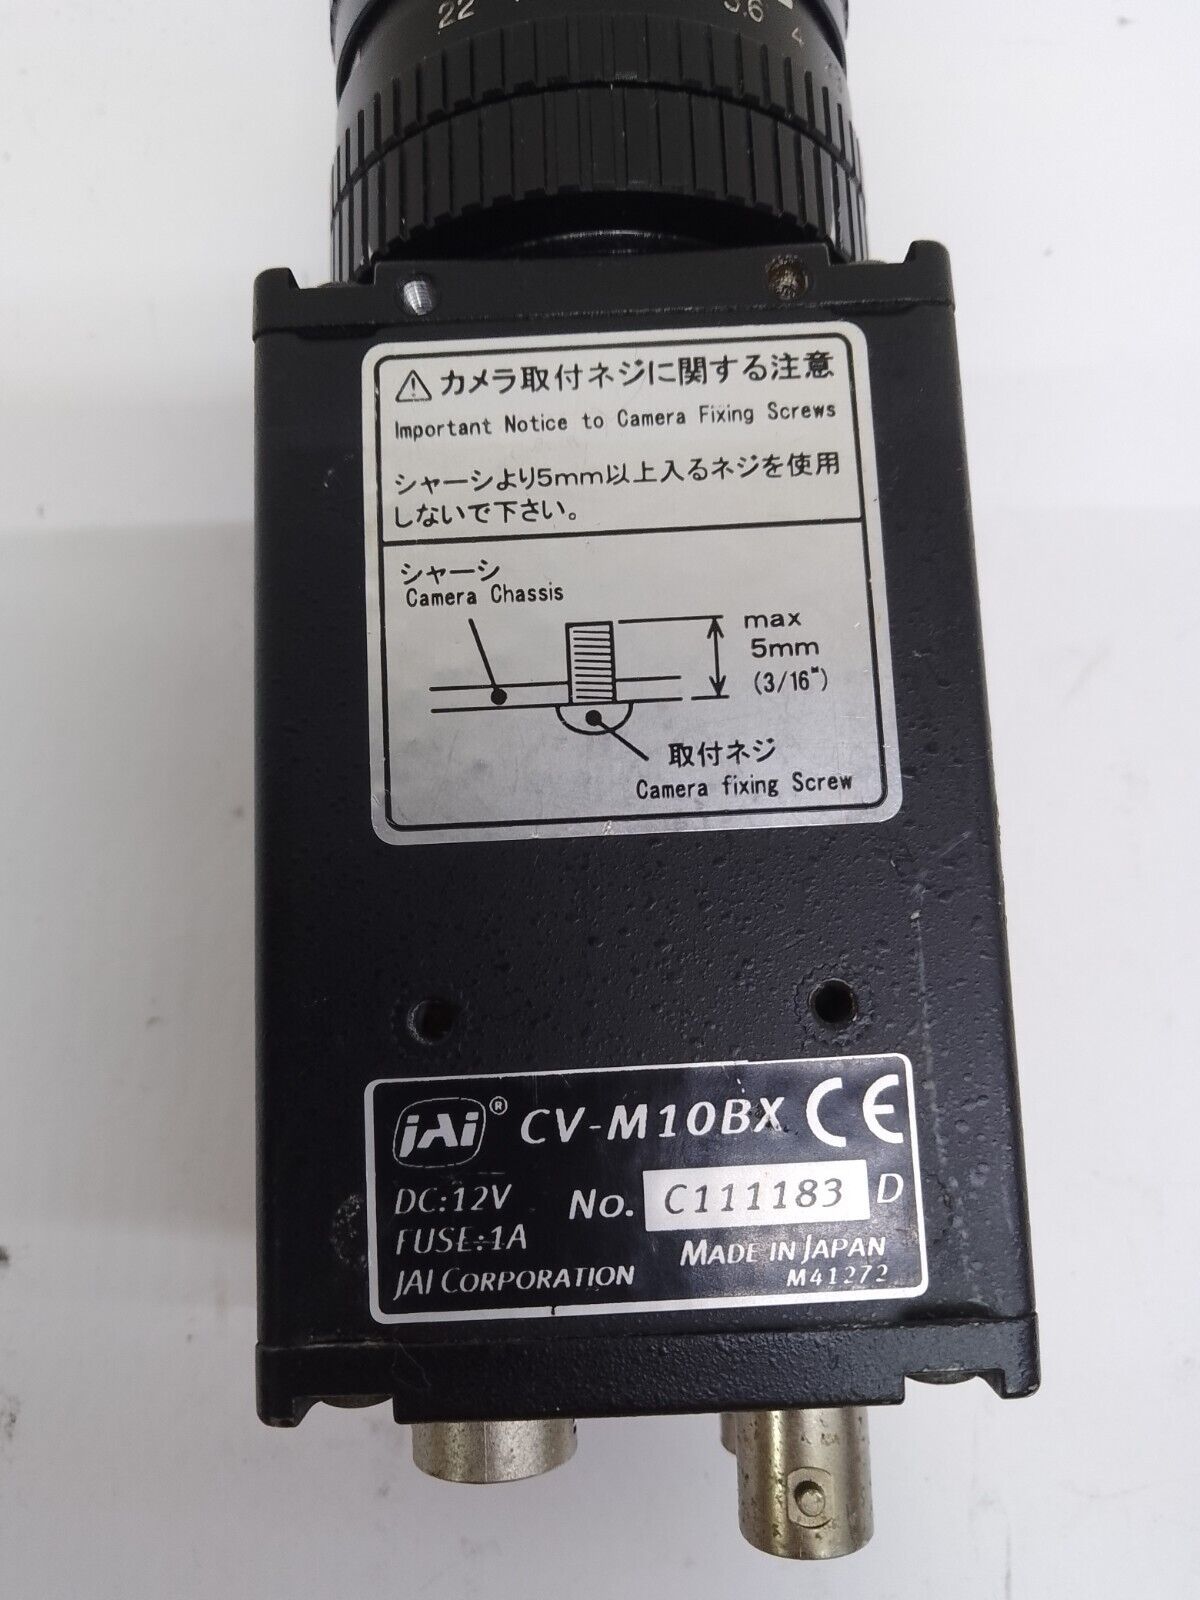 22 5.6 4
⚠カメラ取付ネジに関する注意
Important Notice to Camera Fixing Screws
シャーシより5mm以上入るネジを使用
しないで下さい。
シャーシ
Camera Chassis
max
5mm
(3/16")
取付ネジ
Camera fixing Screw
JAi® CV-M10BX CE
DC:12V No. C111183 D
FUSE:1A MADE IN JAPAN
JAI CORPORATION M41272